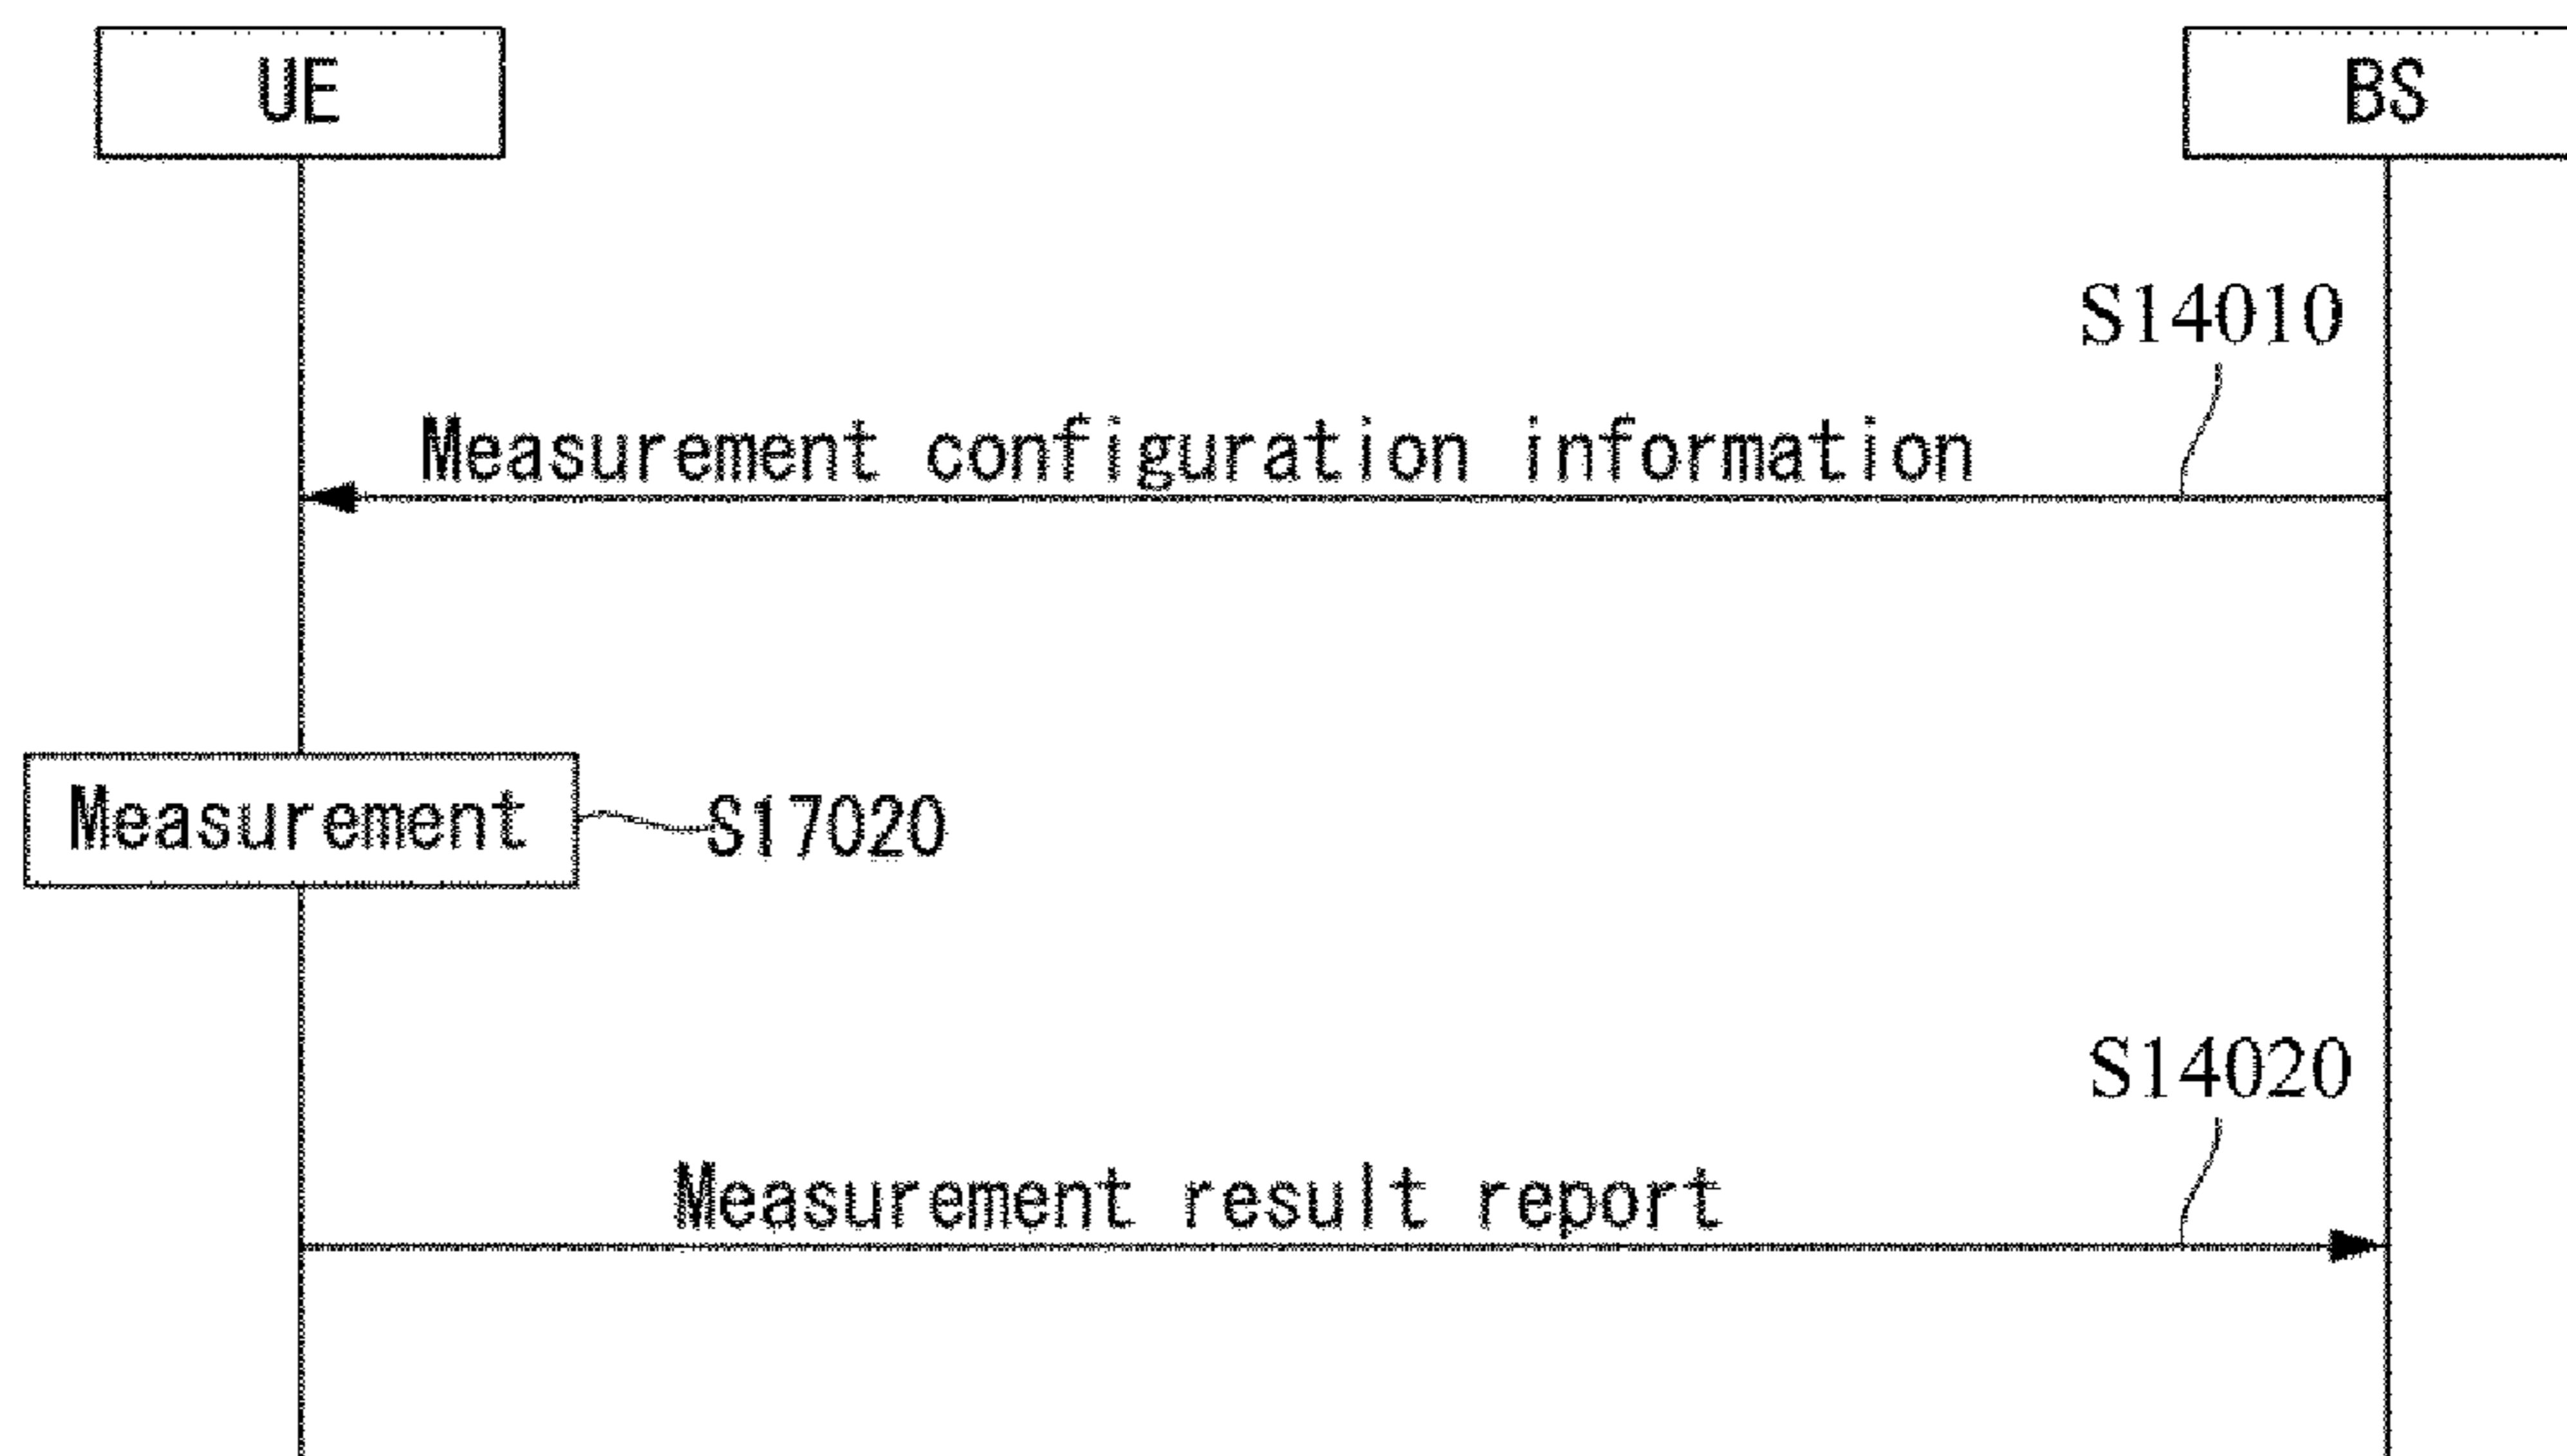 UE
BS
S14010
Measurement configuration information
Measurement
S17020
S14020
Measurement result report